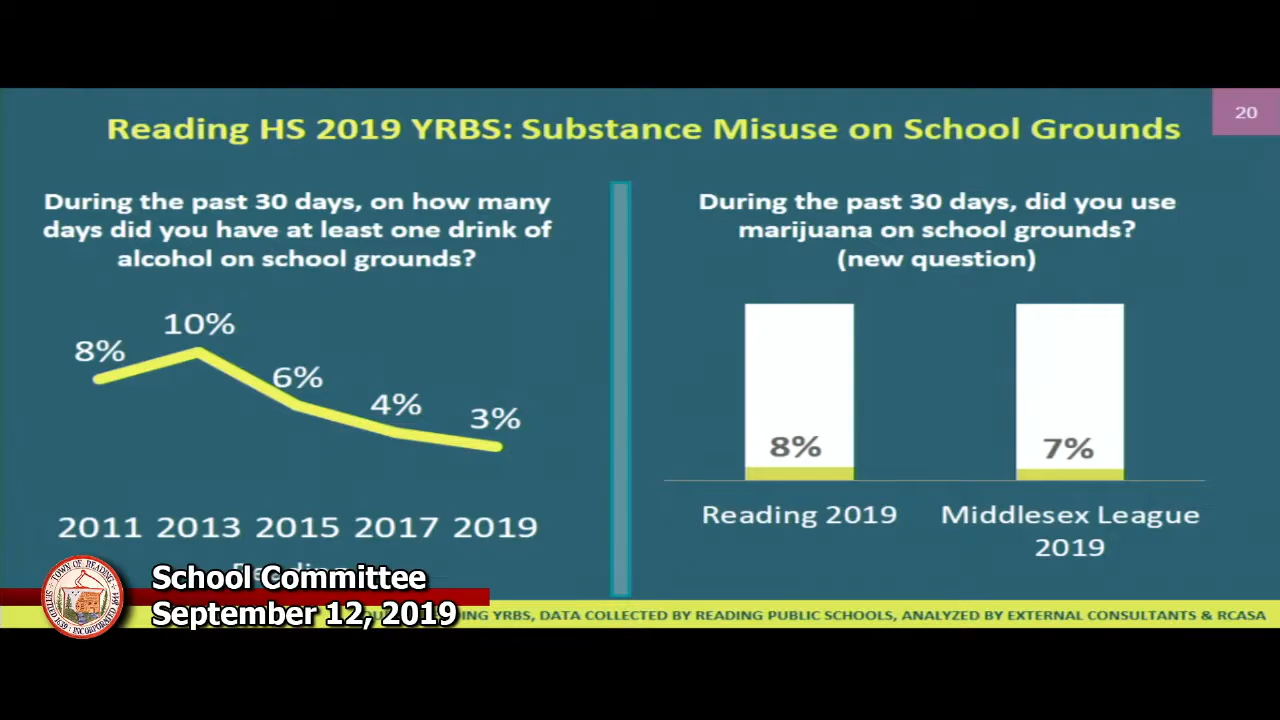 20
Reading HS 2019 YRBS: Substance Misuse on School Grounds
During the past 30 days, on how many
days did you have at least one drink of
alcohol on school grounds?
8%
10%
6%
4%
3%
2011 2013 2015 2017 2019
During the past 30 days, did you use
marijuana on school grounds?
(new question)
8%
7%
Reading 2019
Middlesex League
2019
TOWN OF READING
School Committee
September 12, 2019
YRBS, DATA COLLECTED BY READING PUBLIC SCHOOLS, ANALYZED BY EXTERNAL CONSULTANTS & RCASA